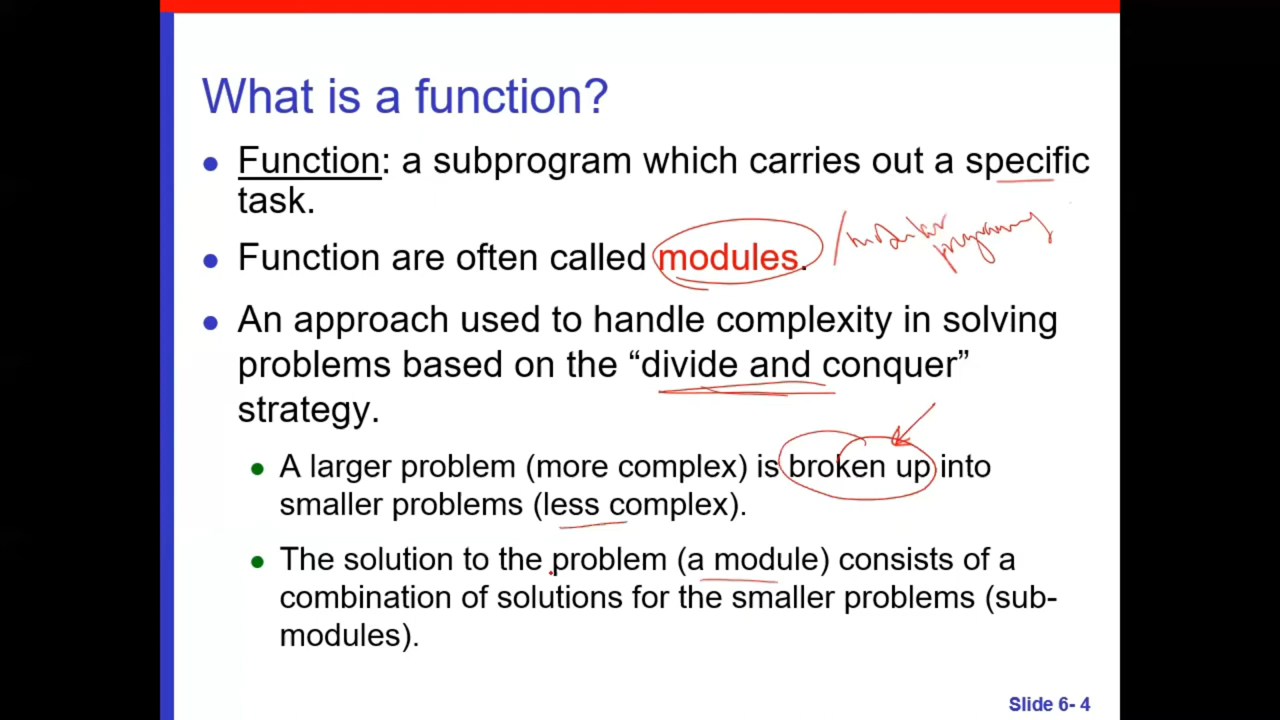 What is a function?
Function: a subprogram which carries out a specific
task.
Function are often called modules. / modular
programming
An approach used to handle complexity in solving
problems based on the “divide and conquer”
strategy.
A larger problem (more complex) is broken up into
smaller problems (less complex).
The solution to the problem (a module) consists of a
combination of solutions for the smaller problems (sub-
modules).
Slide 6- 4